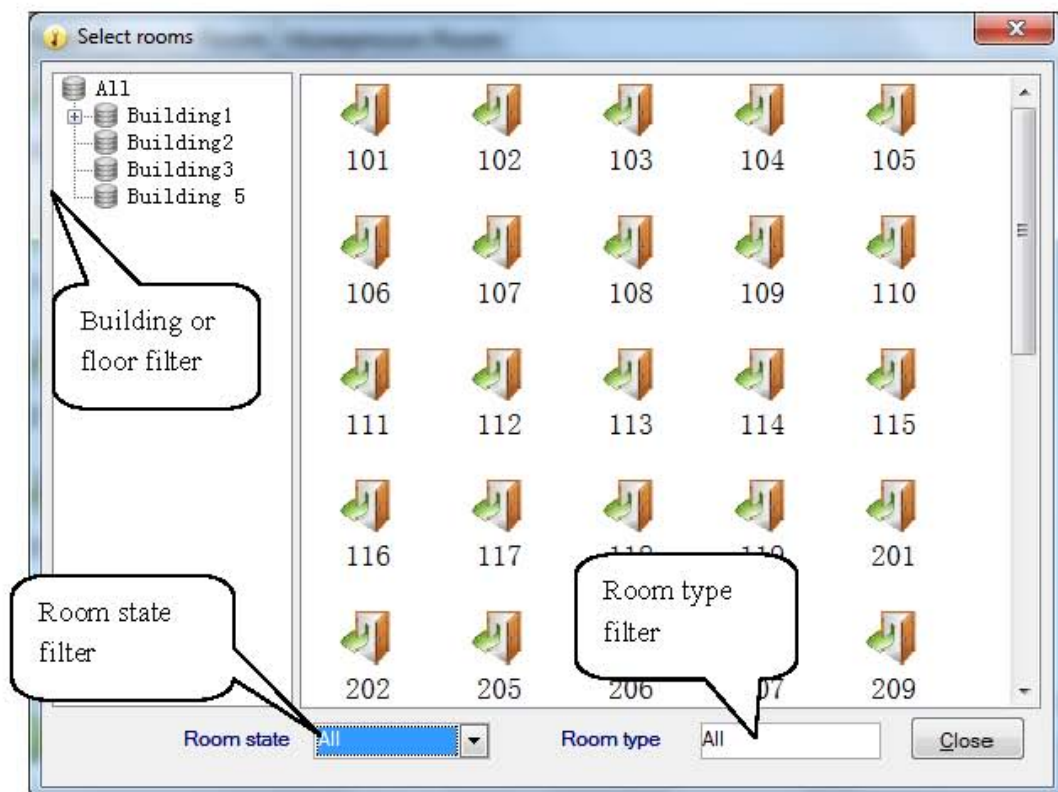 Select rooms
All
Building1
Building2
Building3
Building 5
Building or
floor filter
101 102 103 104 105
106 107 108 109 110
111 112 113 114 115
116 117 118 119 201
202 205 206 209
Room type
filter
Room state
filter
Room state All Room type All Close